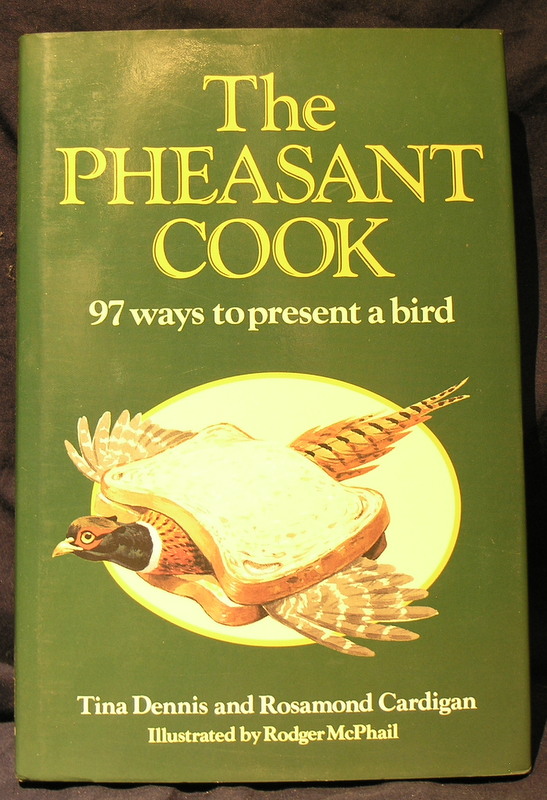 The
PHEASANT
COOK
97 ways to present a bird
Tina Dennis and Rosamond Cardigan
Illustrated by Rodger McPhail